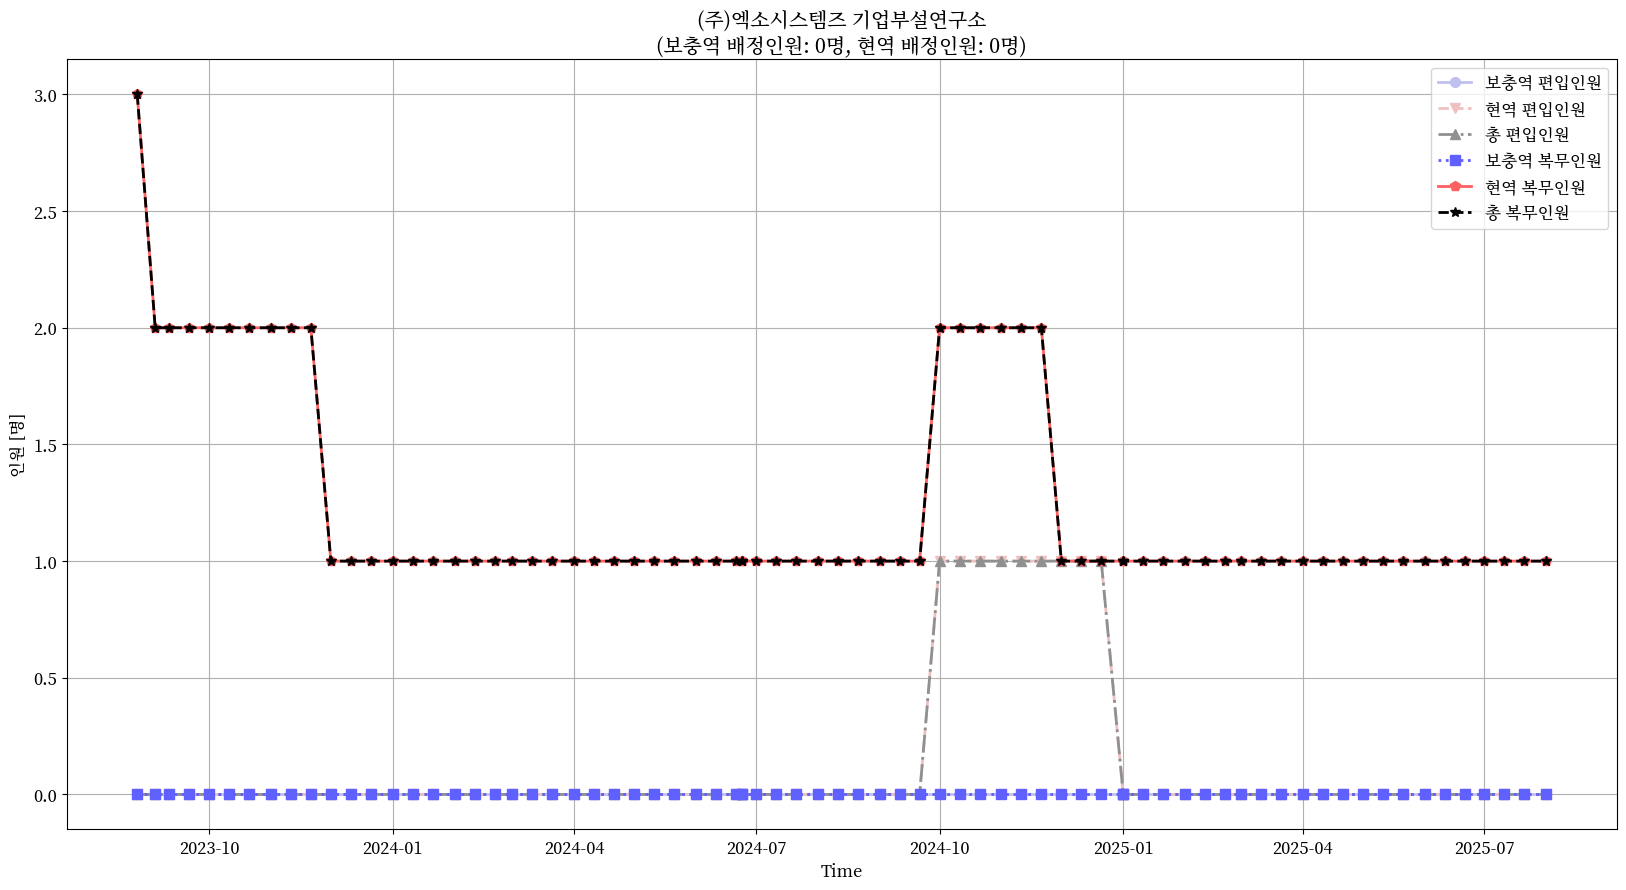 (주)엑소시스템즈 기업부설연구소
(보충역 배정인원: 0명, 현역 배정인원: 0명)
보충역 편입인원
현역 편입인원
총 편입인원
보충역 복무인원
현역 복무인원
총 복무인원
인원 [명]
3.0
2.5
2.0
1.5
1.0
0.5
0.0
2023-10
2024-01
2024-04
2024-07
2024-10
2025-01
2025-04
2025-07
Time